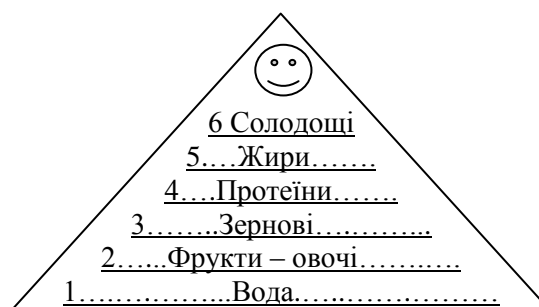 6 Солодощі
5.…Жири…….
4….Протеїни…….
3……..Зернові….……...
2…...Фрукти – овочі…….….
1….….……...Вода.…..………………